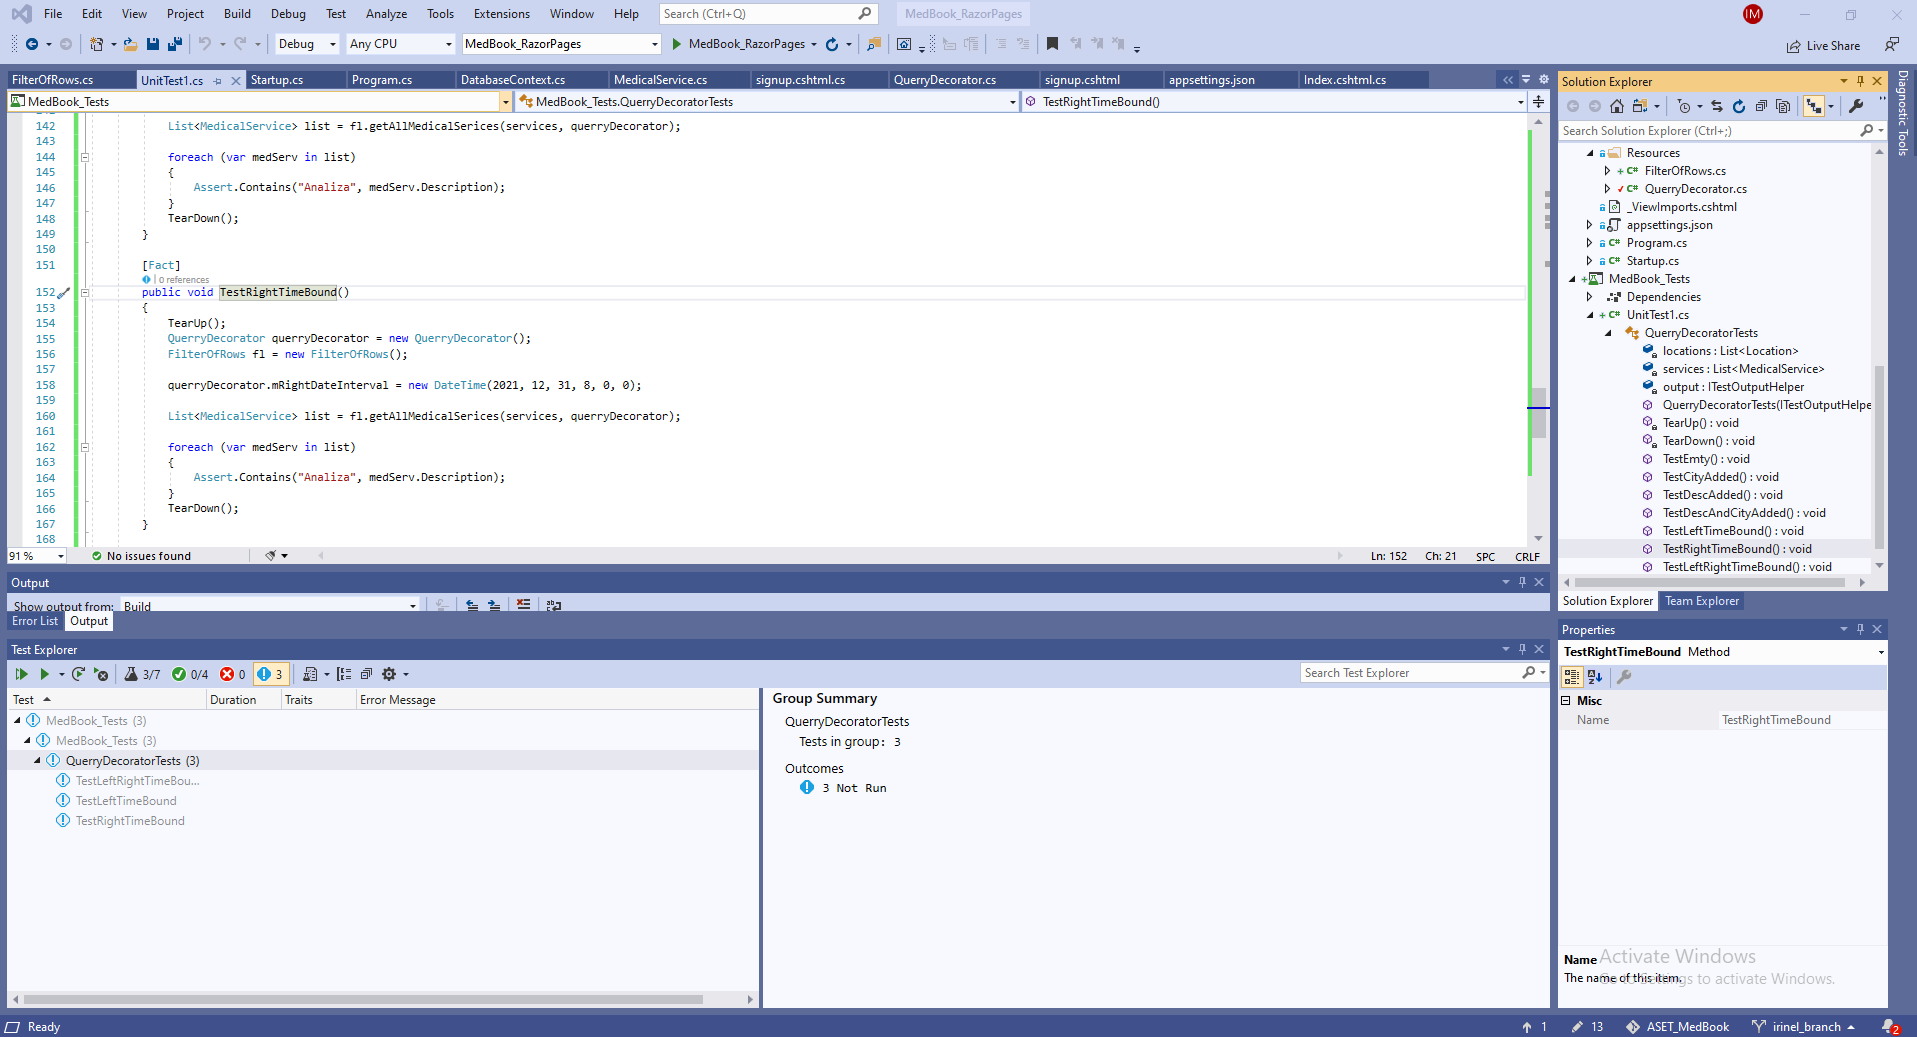 File Edit View Project Build Debug Test Analyze Tools Extensions Window Help Search (Ctrl+Q) MedBook_RazorPages IM
Debug Any CPU MedBook_RazorPages MedBook_RazorPages Live Share
FilterOfRows.cs UnitTest1.cs Startup.cs Program.cs DatabaseContext.cs MedicalService.cs signup.cshtml.cs QuerryDecorator.cs signup.cshtml appsettings.json Index.cshtml.cs
MedBook_Tests MedBook_Tests.QuerryDecoratorTests TestRightTimeBound()
142 List<MedicalService> list = fl.getAllMedicalSerices(services, querryDecorator);
143
144 foreach (var medServ in list)
145 {
146 Assert.Contains("Analiza", medServ.Description);
147 }
148 TearDown();
149 }
150
151 [Fact]
0 references
152 public void TestRightTimeBound()
153 {
154 TearUp();
155 QuerryDecorator querryDecorator = new QuerryDecorator();
156 FilterOfRows fl = new FilterOfRows();
157
158 querryDecorator.mRightDateInterval = new DateTime(2021, 12, 31, 8, 0, 0);
159
160 List<MedicalService> list = fl.getAllMedicalSerices(services, querryDecorator);
161
162 foreach (var medServ in list)
163 {
164 Assert.Contains("Analiza", medServ.Description);
165 }
166 TearDown();
167 }
168
91 % No issues found Ln: 152 Ch: 21 SPC CRLF
Output
Show output from: Build
Error List Output
Test Explorer
3/7 0/4 0 3 Search Test Explorer
Test Duration Traits Error Message
MedBook_Tests (3)
MedBook_Tests (3)
QuerryDecoratorTests (3)
TestLeftRightTimeBou...
TestLeftTimeBound
TestRightTimeBound
Group Summary
QuerryDecoratorTests
Tests in group: 3
Outcomes
3 Not Run
Solution Explorer
Search Solution Explorer (Ctrl+;)
Resources
FilterOfRows.cs
QuerryDecorator.cs
_ViewImports.cshtml
appsettings.json
Program.cs
Startup.cs
MedBook_Tests
Dependencies
UnitTest1.cs
QuerryDecoratorTests
locations : List<Location>
services : List<MedicalService>
output : ITestOutputHelper
QuerryDecoratorTests(ITestOutputHelpe
TearUp() : void
TearDown() : void
TestEmty() : void
TestCityAdded() : void
TestDescAdded() : void
TestDescAndCityAdded() : void
TestLeftTimeBound() : void
TestRightTimeBound() : void
TestLeftRightTimeBound() : void
Solution Explorer Team Explorer
Properties
TestRightTimeBound Method
Misc
Name TestRightTimeBound
Name
The name of this item.
Activate Windows
Go to Settings to activate Windows.
Diagnostic Tools
Ready 1 13 ASET_MedBook irinel_branch 2